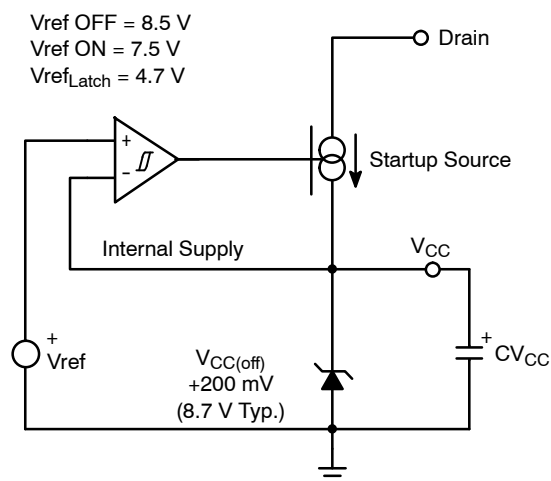 Vref OFF = 8.5 V
Vref ON = 7.5 V
VrefLatch = 4.7 V
Drain
+
-
Startup Source
Internal Supply
VCC
+
Vref
VCC(off)
+200 mV
(8.7 V Typ.)
+
CVCC